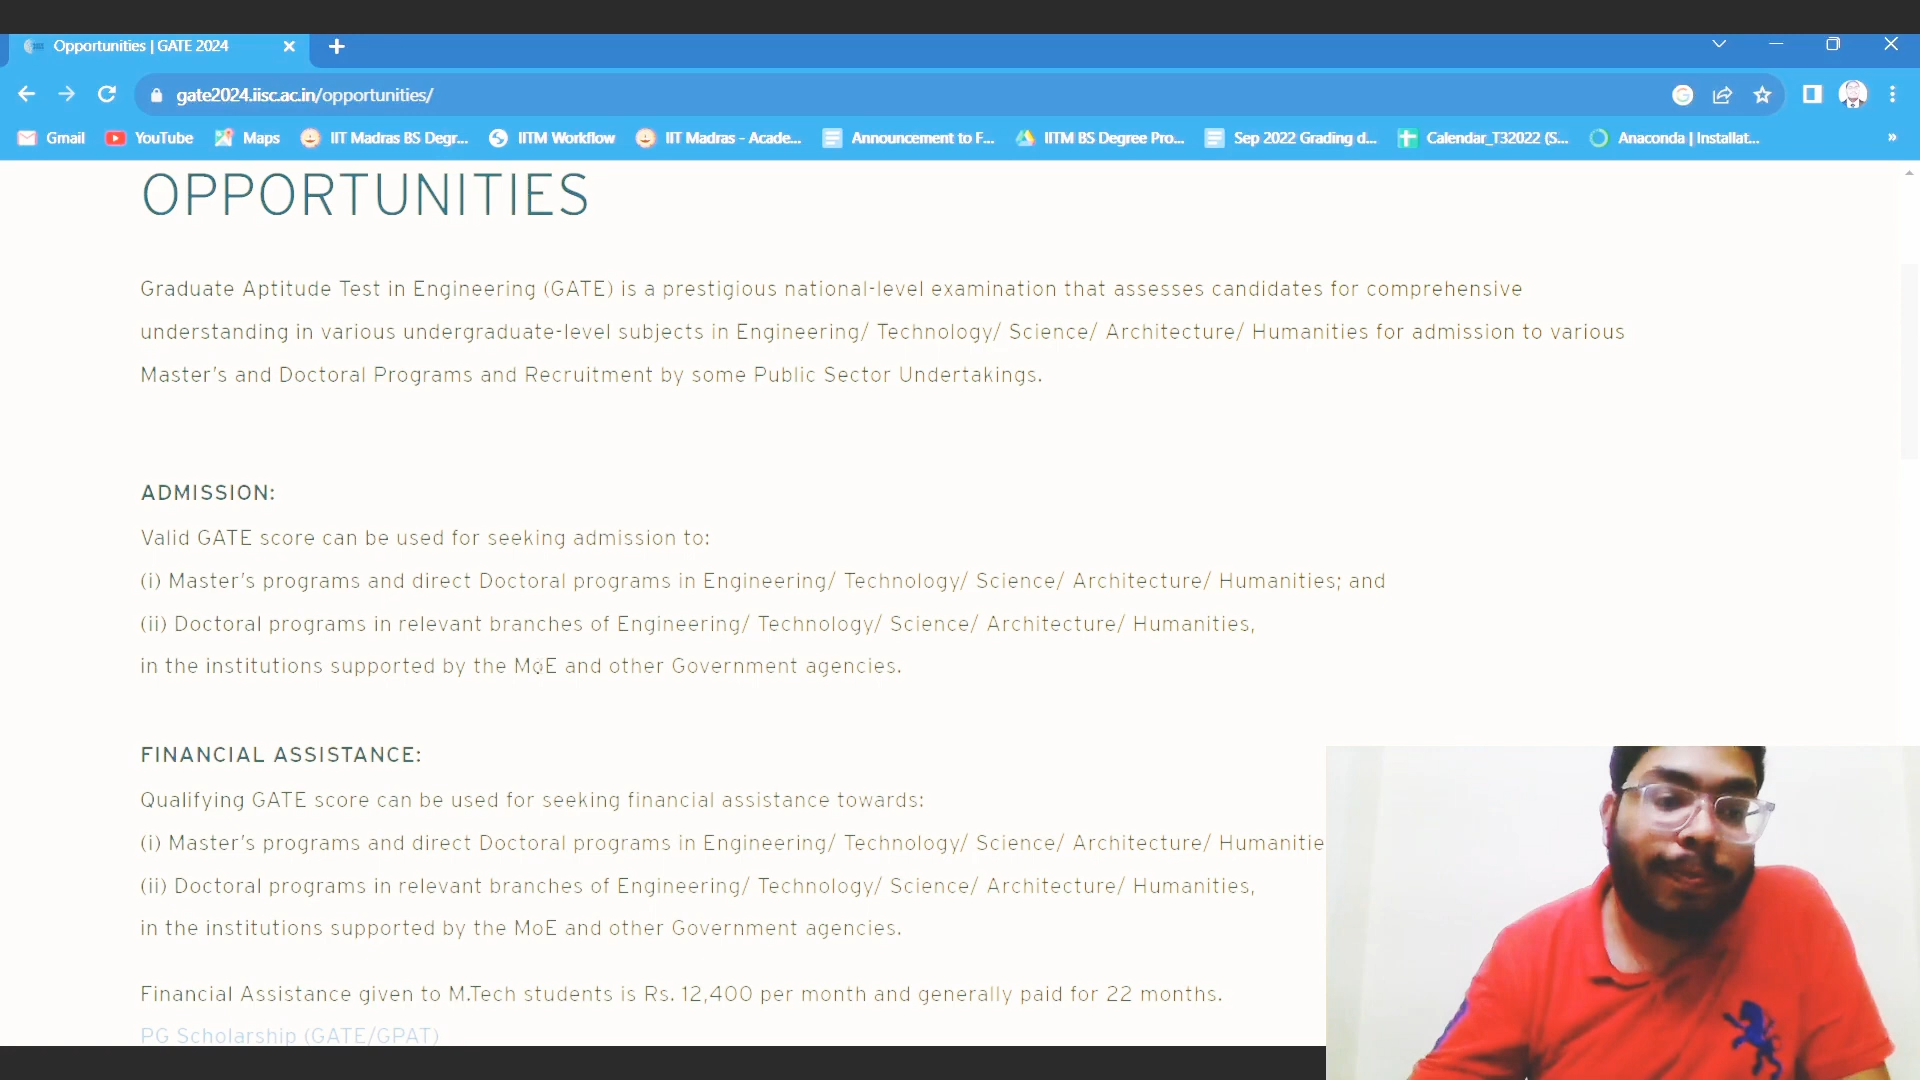 Opportunities | GATE 2024
gate2024.iisc.ac.in/opportunities/
Gmail YouTube Maps IIT Madras BS Degr... IITM Workflow IIT Madras - Acade... Announcement to F... IITM BS Degree Pro... Sep 2022 Grading d... Calendar_T32022 (S... Anaconda | Installat... »
OPPORTUNITIES
Graduate Aptitude Test in Engineering (GATE) is a prestigious national-level examination that assesses candidates for comprehensive
understanding in various undergraduate-level subjects in Engineering/ Technology/ Science/ Architecture/ Humanities for admission to various
Master's and Doctoral Programs and Recruitment by some Public Sector Undertakings.
ADMISSION:
Valid GATE score can be used for seeking admission to:
(i) Master's programs and direct Doctoral programs in Engineering/ Technology/ Science/ Architecture/ Humanities; and
(ii) Doctoral programs in relevant branches of Engineering/ Technology/ Science/ Architecture/ Humanities,
in the institutions supported by the MoE and other Government agencies.
FINANCIAL ASSISTANCE:
Qualifying GATE score can be used for seeking financial assistance towards:
(i) Master's programs and direct Doctoral programs in Engineering/ Technology/ Science/ Architecture/ Humanitie
(ii) Doctoral programs in relevant branches of Engineering/ Technology/ Science/ Architecture/ Humanities,
in the institutions supported by the MoE and other Government agencies.
Financial Assistance given to M.Tech students is Rs. 12,400 per month and generally paid for 22 months.
PG Scholarship (GATE/GPAT)